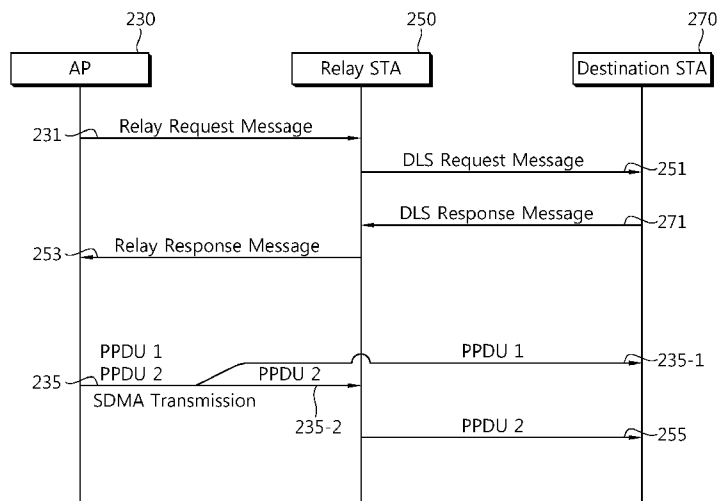 230
250
270
AP
Relay STA
Destination STA
231
Relay Request Message
DLS Request Message
251
DLS Response Message
271
253
Relay Response Message
PPDU 1
PPDU 1
235-1
235
PPDU 2
PPDU 2
SDMA Transmission
235-2
PPDU 2
255